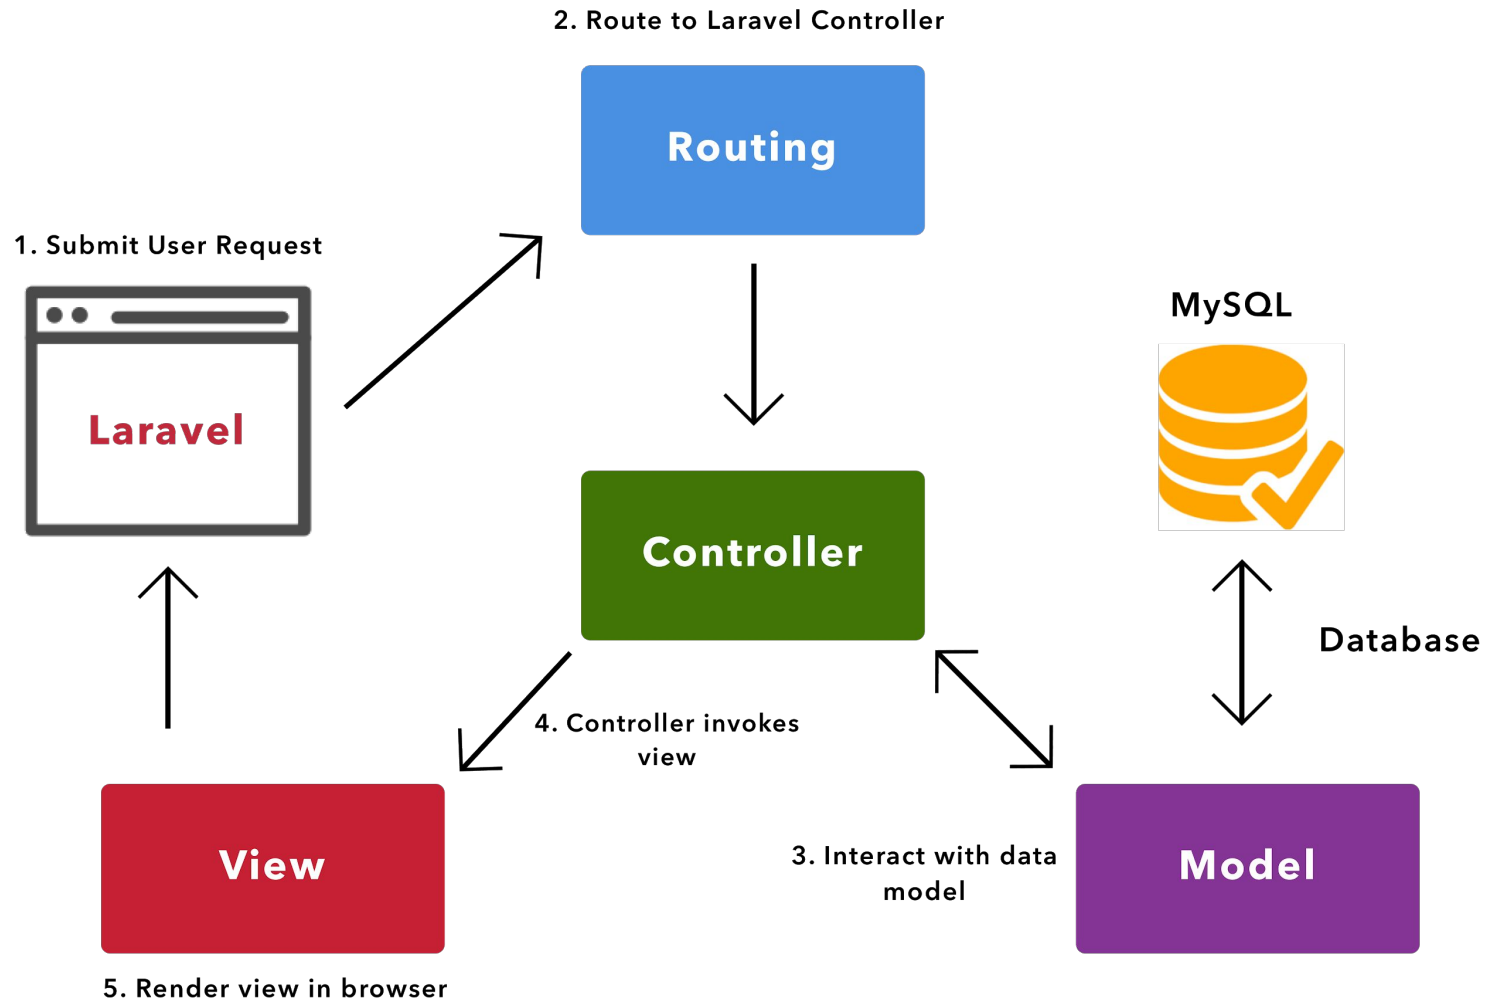 2. Route to Laravel Controller
Routing
1. Submit User Request
Laravel
MySQL
Controller
Database
4. Controller invokes
view
View
3. Interact with data
model
Model
5. Render view in browser